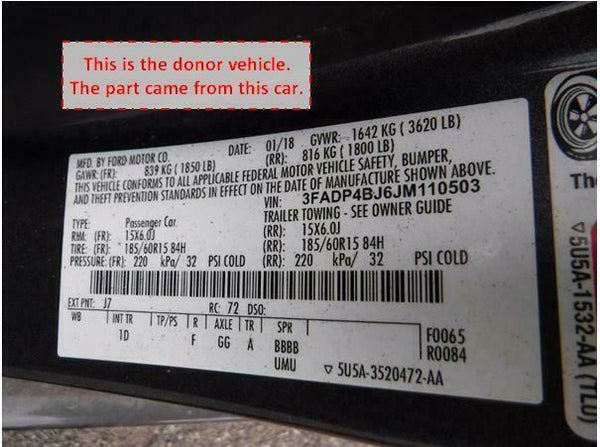 This is the donor vehicle.
The part came from this car.
MFD. BY FORD MOTOR CO. DATE: 01/18 GVWR: 1642 KG ( 3620 LB)
GAWR: (FR): 839 KG ( 1850 LB) (RR): 816 KG ( 1800 LB)
THIS VEHICLE CONFORMS TO ALL APPLICABLE FEDERAL MOTOR VEHICLE SAFETY, BUMPER,
AND THEFT PREVENTION STANDARDS IN EFFECT ON THE DATE OF MANUFACTURE SHOWN ABOVE.
VIN: 3FADP4BJ6JM110503
TYPE: Passenger Car TRAILER TOWING - SEE OWNER GUIDE
RIM: (FR): 15X6.0J (RR): 15X6.0J
TIRE: (FR): 185/60R15 84H (RR): 185/60R15 84H
PRESSURE: (FR): 220 kPa/ 32 PSI COLD (RR): 220 kPa/ 32 PSI COLD
EXT PNT: J7 RC: 72 DSO:
WB INT TR TP/PS R AXLE TR SPR
1D F GG A BBBB
UMU
F0065
R0084
▽ 5U5A-3520472-AA
Th
▽ 5U5A-1532-AA (TLU)